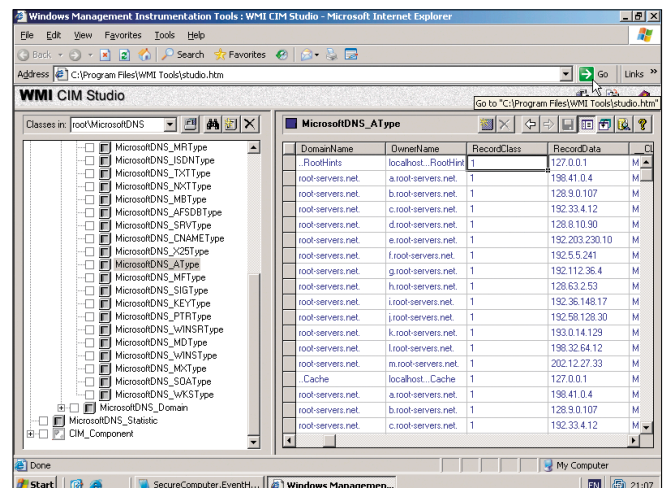 Windows Management Instrumentation Tools : WMI CIM Studio - Microsoft Internet Explorer
File Edit View Favorites Tools Help
Back Search Favorites
Address C:\Program Files\WMI Tools\studio.htm Go Links »
WMI CIM Studio
Go to "C:\Program Files\WMI Tools\studio.htm"
Classes in: root\MicrosoftDNS
MicrosoftDNS_MRType
MicrosoftDNS_ISDNType
MicrosoftDNS_TXTType
MicrosoftDNS_NXTType
MicrosoftDNS_MBType
MicrosoftDNS_AFSDBType
MicrosoftDNS_SRVType
MicrosoftDNS_CNAMEType
MicrosoftDNS_X25Type
MicrosoftDNS_AType
MicrosoftDNS_MFType
MicrosoftDNS_SIGType
MicrosoftDNS_KEYType
MicrosoftDNS_PTRType
MicrosoftDNS_WINSRType
MicrosoftDNS_MDType
MicrosoftDNS_WINSType
MicrosoftDNS_MXType
MicrosoftDNS_SOAType
MicrosoftDNS_WKSType
MicrosoftDNS_Domain
MicrosoftDNS_Statistic
CIM_Component
MicrosoftDNS_AType
DomainName OwnerName RecordClass RecordData __CL
..RootHints localhost...RootHint 1 127.0.0.1 M
root-servers.net. a.root-servers.net. 1 198.41.0.4 M
root-servers.net. b.root-servers.net. 1 128.9.0.107 M
root-servers.net. c.root-servers.net. 1 192.33.4.12 M
root-servers.net. d.root-servers.net. 1 128.8.10.90 M
root-servers.net. e.root-servers.net. 1 192.203.230.10 M
root-servers.net. f.root-servers.net. 1 192.5.5.241 M
root-servers.net. g.root-servers.net. 1 192.112.36.4 M
root-servers.net. h.root-servers.net. 1 128.63.2.53 M
root-servers.net. i.root-servers.net. 1 192.36.148.17 M
root-servers.net. j.root-servers.net. 1 192.58.128.30 M
root-servers.net. k.root-servers.net. 1 193.0.14.129 M
root-servers.net. l.root-servers.net. 1 198.32.64.12 M
root-servers.net. m.root-servers.net. 1 202.12.27.33 M
..Cache localhost...Cache 1 127.0.0.1 M
root-servers.net. a.root-servers.net. 1 198.41.0.4 M
root-servers.net. b.root-servers.net. 1 128.9.0.107 M
root-servers.net. c.root-servers.net. 1 192.33.4.12 M
Done My Computer
Start SecureComputer.EventH... Windows Managemen... EN 21:07